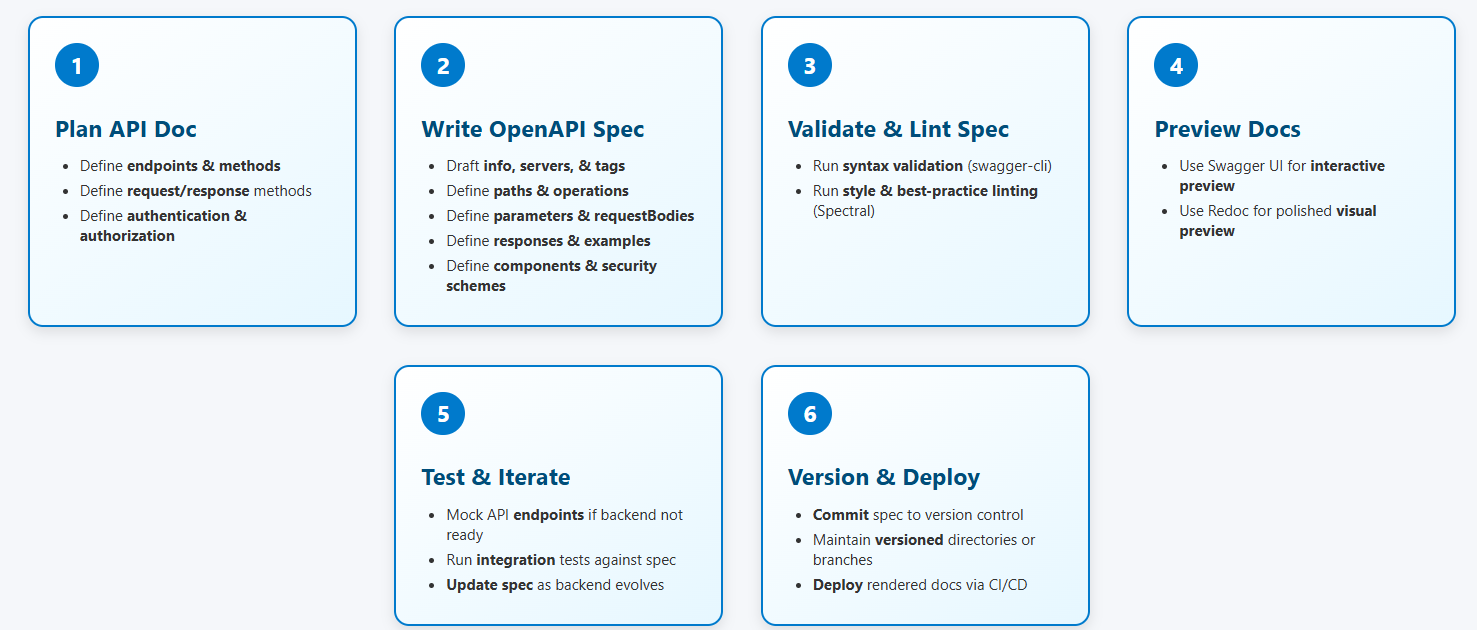 1
Plan API Doc
• Define endpoints & methods
• Define request/response methods
• Define authentication &
authorization
2
Write OpenAPI Spec
• Draft info, servers, & tags
• Define paths & operations
• Define parameters & requestBodies
• Define responses & examples
• Define components & security
schemes
3
Validate & Lint Spec
• Run syntax validation (swagger-cli)
• Run style & best-practice linting
(Spectral)
4
Preview Docs
• Use Swagger UI for interactive
preview
• Use Redoc for polished visual
preview
5
Test & Iterate
• Mock API endpoints if backend not
ready
• Run integration tests against spec
• Update spec as backend evolves
6
Version & Deploy
• Commit spec to version control
• Maintain versioned directories or
branches
• Deploy rendered docs via CI/CD